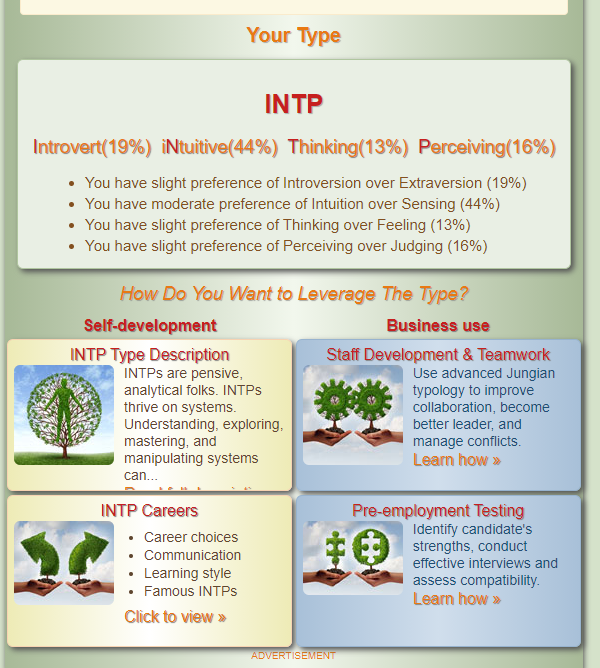 Your Type
INTP
Introvert(19%) iNtuitive(44%) Thinking(13%) Perceiving(16%)
You have slight preference of Introversion over Extraversion (19%)
You have moderate preference of Intuition over Sensing (44%)
You have slight preference of Thinking over Feeling (13%)
You have slight preference of Perceiving over Judging (16%)
How Do You Want to Leverage The Type?
Self-development
INTP Type Description
INTPs are pensive,
analytical folks. INTPs
thrive on systems.
Understanding, exploring,
mastering, and
manipulating systems
can...
INTP Careers
Career choices
Communication
Learning style
Famous INTPs
Click to view »
Business use
Staff Development & Teamwork
Use advanced Jungian
typology to improve
collaboration, become
better leader, and
manage conflicts.
Learn how »
Pre-employment Testing
Identify candidate's
strengths, conduct
effective interviews and
assess compatibility.
Learn how »
ADVERTISEMENT